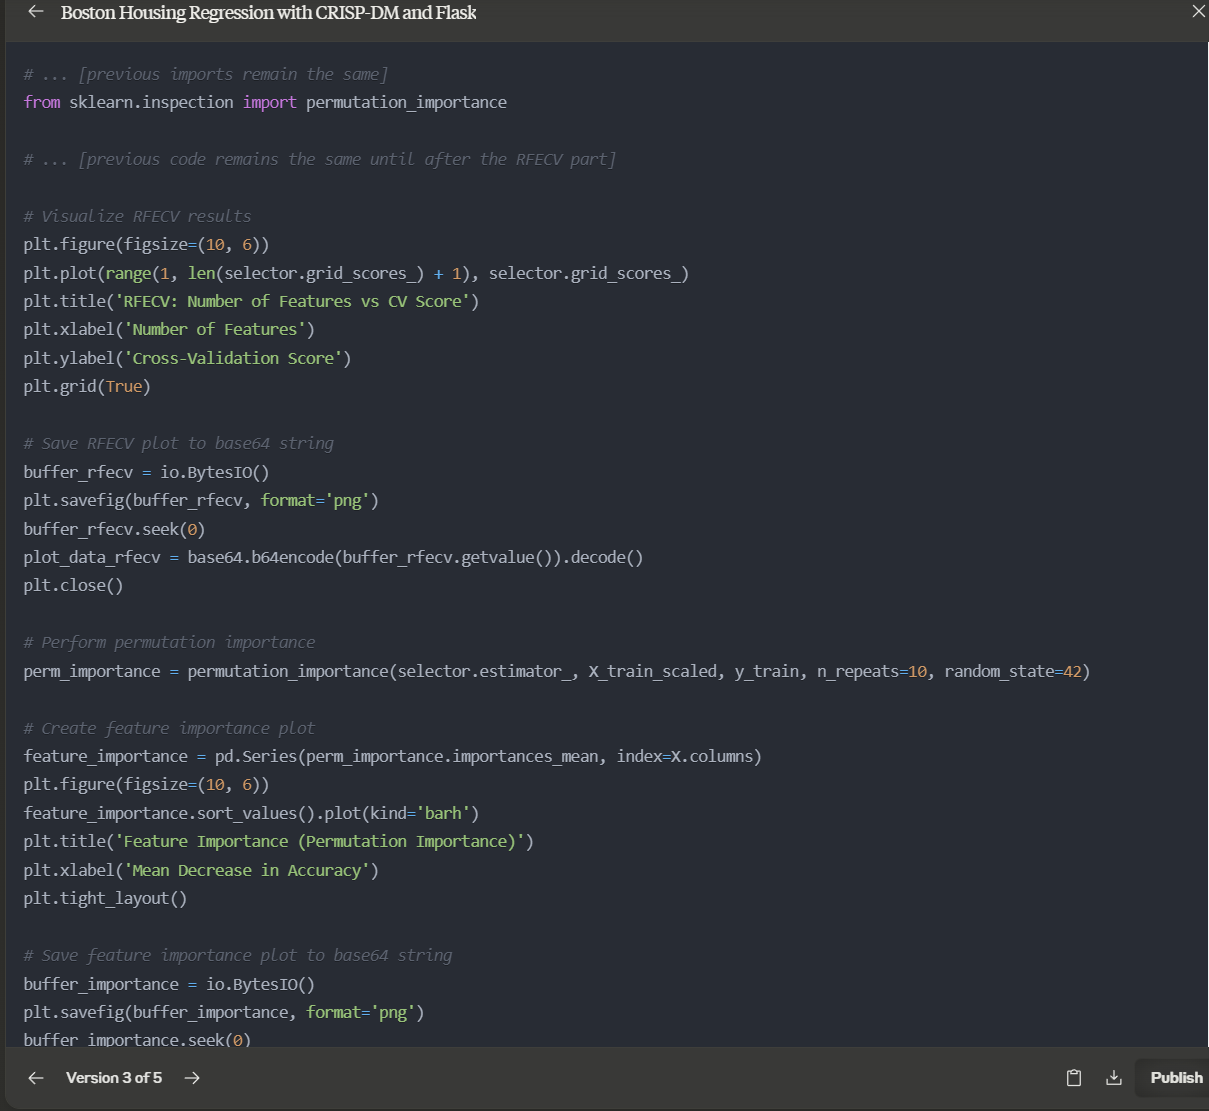 Boston Housing Regression with CRISP-DM and Flask
# ... [previous imports remain the same]
from sklearn.inspection import permutation_importance
# ... [previous code remains the same until after the RFECV part]
# Visualize RFECV results
plt.figure(figsize=(10, 6))
plt.plot(range(1, len(selector.grid_scores_) + 1), selector.grid_scores_)
plt.title('RFECV: Number of Features vs CV Score')
plt.xlabel('Number of Features')
plt.ylabel('Cross-Validation Score')
plt.grid(True)
# Save RFECV plot to base64 string
buffer_rfecv = io.BytesIO()
plt.savefig(buffer_rfecv, format='png')
buffer_rfecv.seek(0)
plot_data_rfecv = base64.b64encode(buffer_rfecv.getvalue()).decode()
plt.close()
# Perform permutation importance
perm_importance = permutation_importance(selector.estimator_, X_train_scaled, y_train, n_repeats=10, random_state=42)
# Create feature importance plot
feature_importance = pd.Series(perm_importance.importances_mean, index=X.columns)
plt.figure(figsize=(10, 6))
feature_importance.sort_values().plot(kind='barh')
plt.title('Feature Importance (Permutation Importance)')
plt.xlabel('Mean Decrease in Accuracy')
plt.tight_layout()
# Save feature importance plot to base64 string
buffer_importance = io.BytesIO()
plt.savefig(buffer_importance, format='png')
buffer_importance.seek(0)
Version 3 of 5
Publish